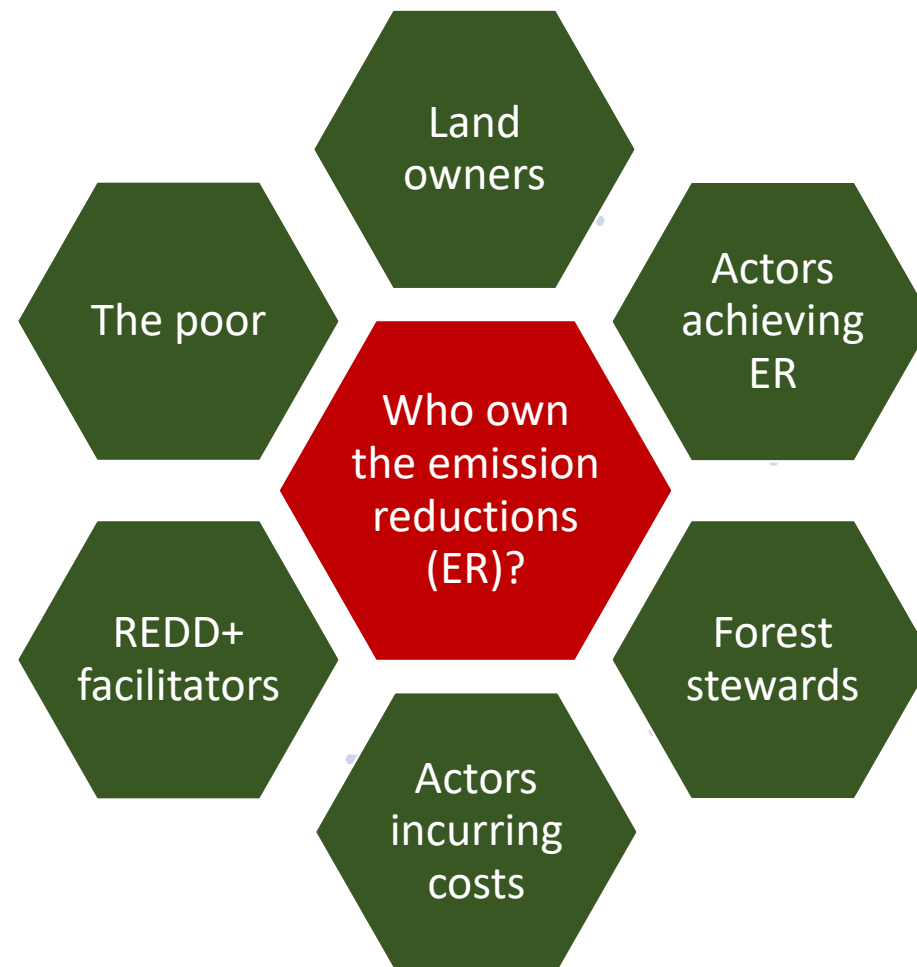 Land
owners
Actors
achieving
ER
The poor
Who own
the emission
reductions
(ER)?
REDD+
facilitators
Forest
stewards
Actors
incurring
costs